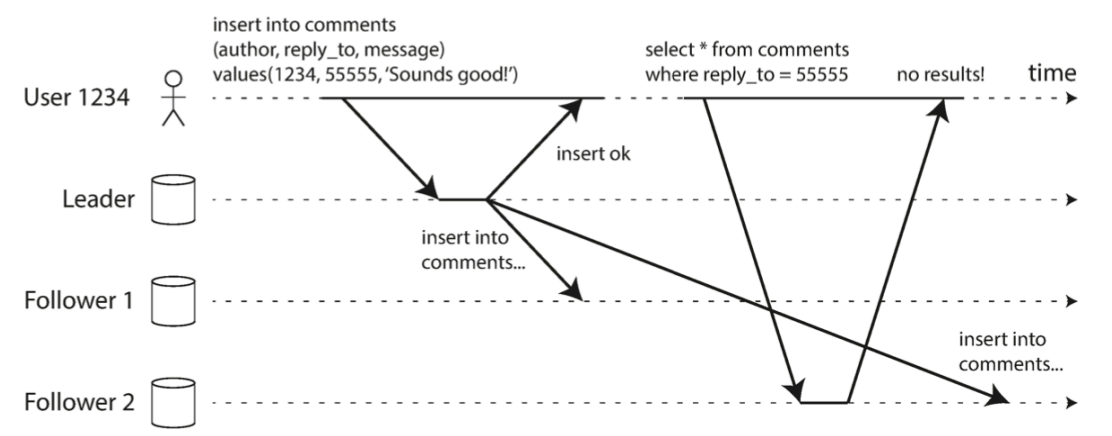 insert into comments
(author, reply_to, message)
values(1234, 55555, ‘Sounds good!’)
select * from comments
where reply_to = 55555
no results!
time
User 1234
insert ok
Leader
insert into
comments...
Follower 1
insert into
comments...
Follower 2